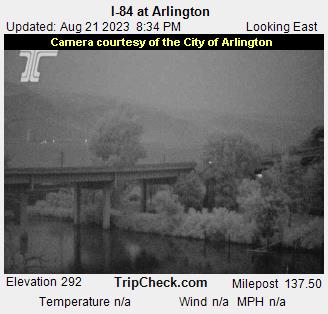 I-84 at Arlington
Updated: Aug 21 2023 8:34 PM Looking East
Camera courtesy of the City of Arlington
Elevation 292 TripCheck.com Milepost 137.50
Temperature n/a Wind n/a MPH n/a